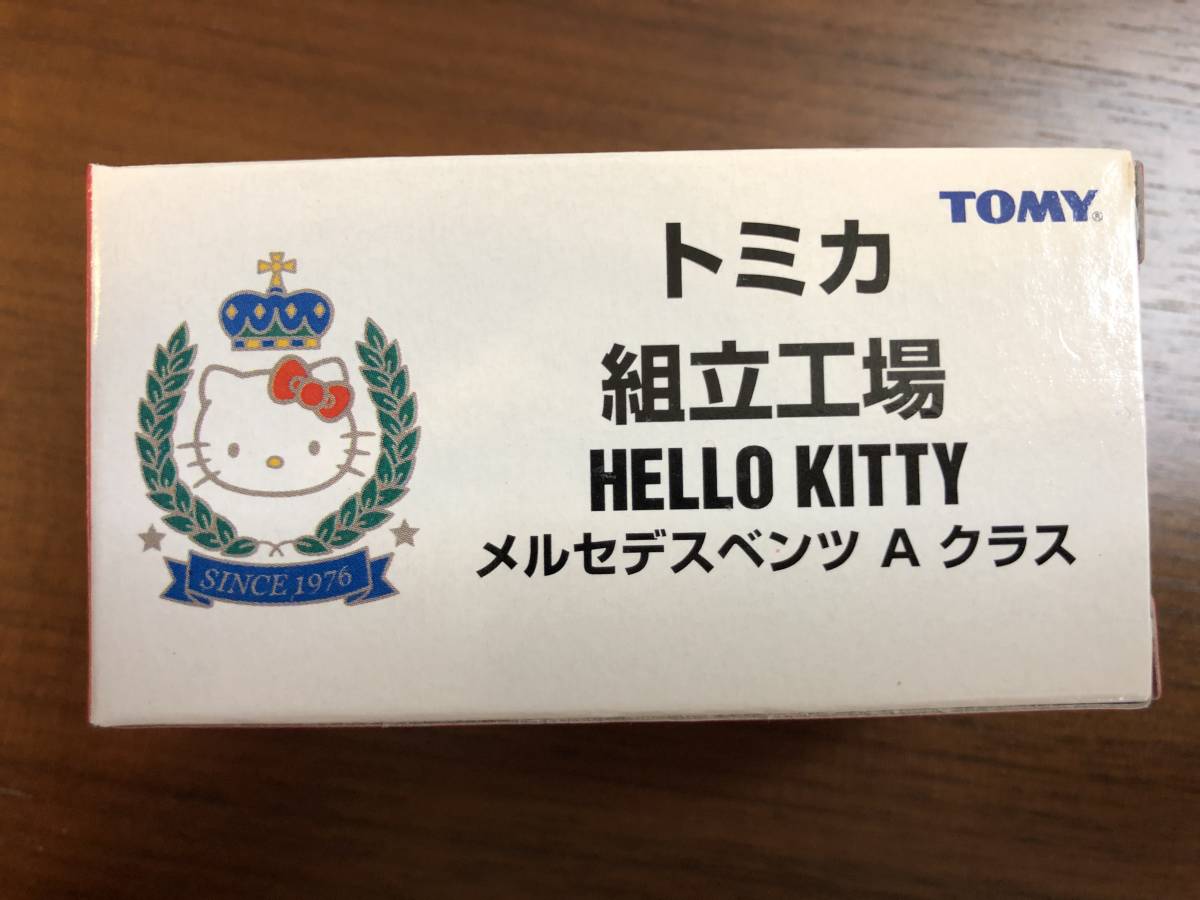 TOMY®
トミカ
組立工場
HELLO KITTY
メルセデスベンツ A クラス
SINCE 1976